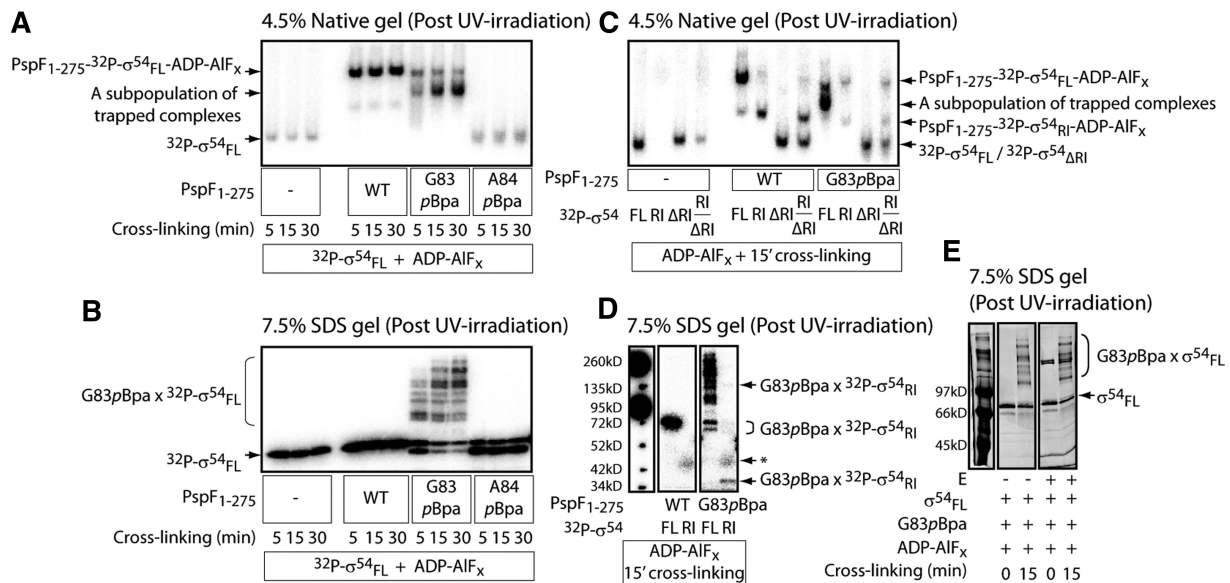 A
4.5% Native gel (Post UV-irradiation)
PspF1-275-32P-σ54FL-ADP-AlFx
A subpopulation of
trapped complexes
32P-σ54FL
PspF1-275
-
WT
G83
pBpa
A84
pBpa
Cross-linking (min)
5 15 30 5 15 30 5 15 30 5 15 30
32P-σ54FL + ADP-AlFx
B
7.5% SDS gel (Post UV-irradiation)
G83pBpa x 32P-σ54FL
32P-σ54FL
PspF1-275
-
WT
G83
pBpa
A84
pBpa
Cross-linking (min)
5 15 30 5 15 30 5 15 30 5 15 30
32P-σ54FL + ADP-AlFx
C
4.5% Native gel (Post UV-irradiation)
PspF1-275-32P-σ54FL-ADP-AlFx
A subpopulation of trapped complexes
PspF1-275-32P-σ54RI-ADP-AlFx
32P-σ54FL / 32P-σ54ΔRI
PspF1-275
-
WT
G83pBpa
32P-σ54
FL RI ΔRI RI/ΔRI FL RI ΔRI RI/ΔRI FL RI ΔRI RI/ΔRI
ADP-AlFx + 15' cross-linking
D
7.5% SDS gel (Post UV-irradiation)
260kD
135kD
95kD
72kD
52kD
42kD
34kD
G83pBpa x 32P-σ54RI
G83pBpa x 32P-σ54RI
*
G83pBpa x 32P-σ54RI
PspF1-275
WT G83pBpa
32P-σ54
FL RI FL RI
ADP-AlFx
15' cross-linking
E
7.5% SDS gel
(Post UV-irradiation)
G83pBpa x σ54FL
σ54FL
97kD
66kD
45kD
E - - + +
σ54FL + + + +
G83pBpa + + + +
ADP-AlFx + + + +
Cross-linking (min) 0 15 0 15